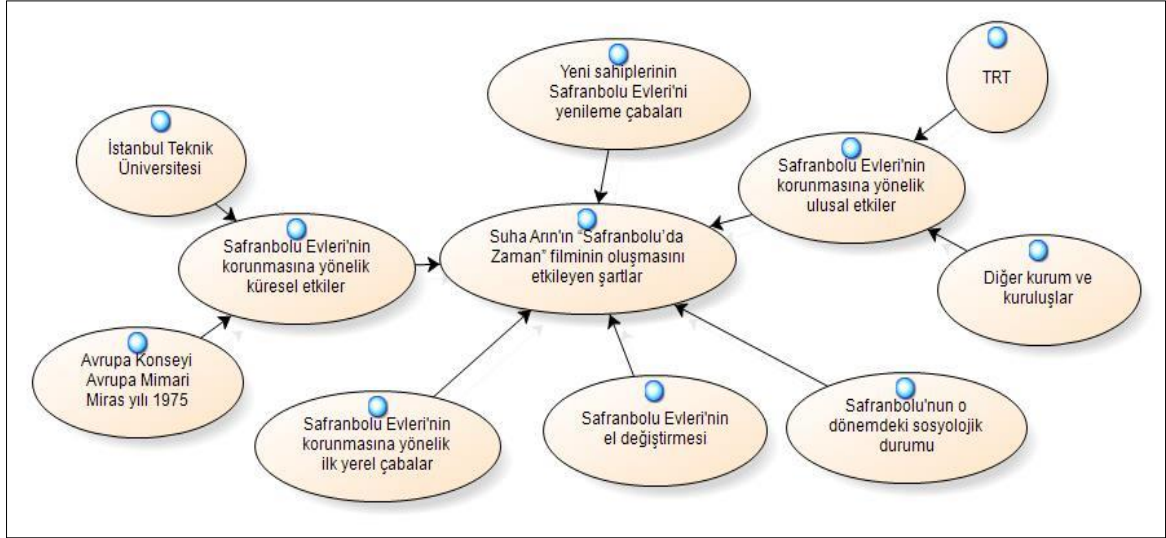 Yeni sahiplerinin
Safranbolu Evleri'ni
yenileme çabaları
TRT
İstanbul Teknik
Üniversitesi
Safranbolu Evleri'nin
korunmasına yönelik
ulusal etkiler
Safranbolu Evleri'nin
korunmasına yönelik
küresel etkiler
Suha Arın'ın “Safranbolu’da
Zaman” filminin oluşmasını
etkileyen şartlar
Diğer kurum ve
kuruluşlar
Avrupa Konseyi
Avrupa Mimari
Miras yılı 1975
Safranbolu Evleri'nin
korunmasına yönelik
ilk yerel çabalar
Safranbolu Evleri'nin
el değiştirmesi
Safranbolu'nun o
dönemdeki sosyolojik
durumu